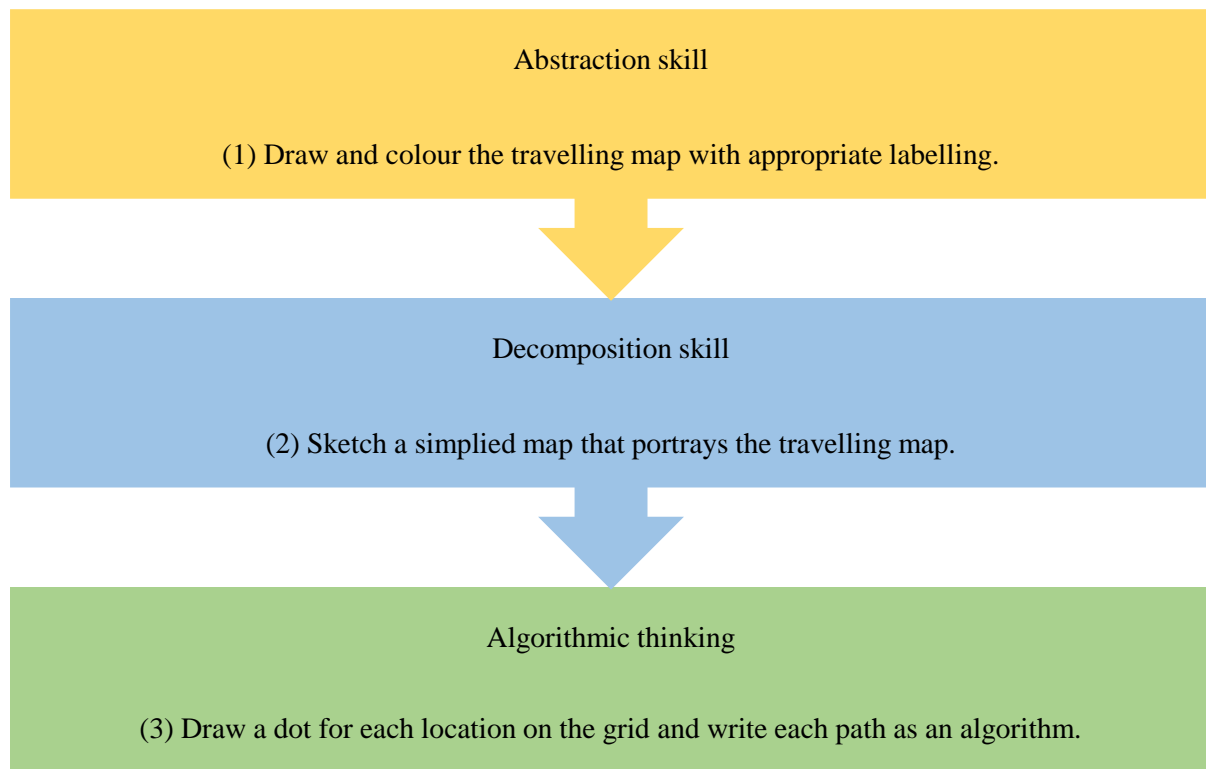 Abstraction skill
(1) Draw and colour the travelling map with appropriate labelling.
Decomposition skill
(2) Sketch a simplied map that portrays the travelling map.
Algorithmic thinking
(3) Draw a dot for each location on the grid and write each path as an algorithm.